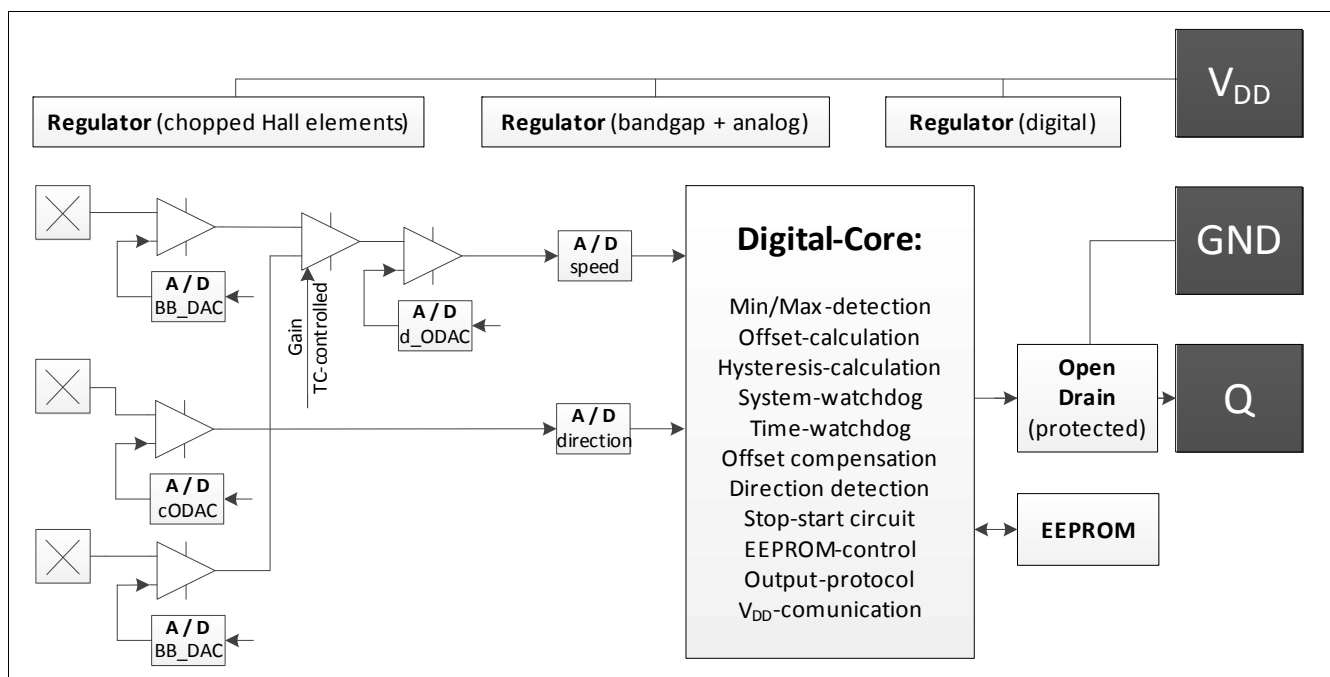 V_DD
Regulator (chopped Hall elements)
Regulator (bandgap + analog)
Regulator (digital)
GND
A / D
BB_DAC
Gain
TC-controlled
A / D
d_ODAC
A / D
speed
Digital-Core:
Min/Max-detection
Offset-calculation
Hysteresis-calculation
System-watchdog
Time-watchdog
Offset compensation
Direction detection
Stop-start circuit
EEPROM-control
Output-protocol
V_DD-comunication
Open
Drain
(protected)
Q
A / D
direction
A / D
cODAC
EEPROM
A / D
BB_DAC